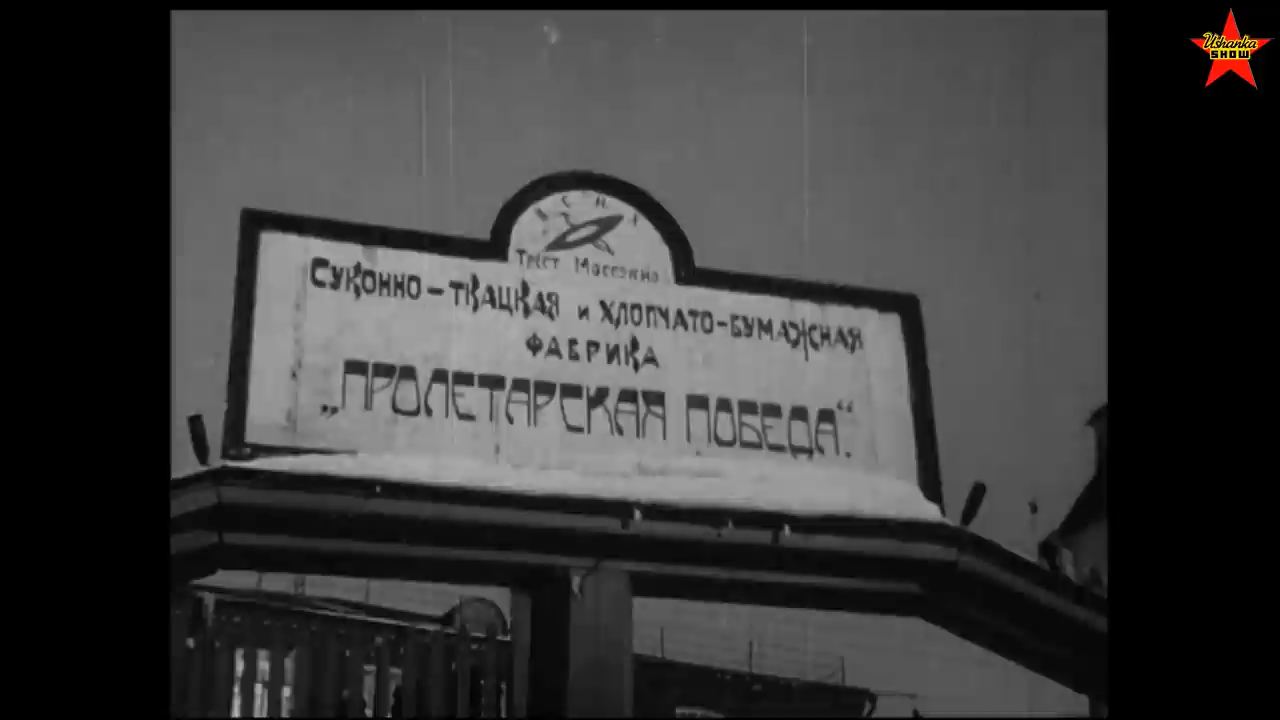 Ushanka
SHOW
В С Н Х
Трест Моссукно
СУКОННО-ТКАЦКАЯ и ХЛОПЧАТО-БУМАЖНАЯ
ФАБРИКА
„ПРОЛЕТАРСКАЯ ПОБЕДА“.